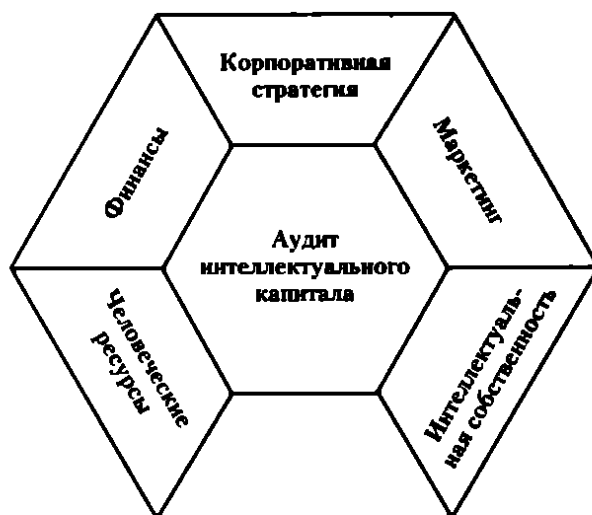 Корпоративная
стратегия
Финансы
Маркетинг
Аудит
интеллектуального
капитала
Человеческие
ресурсы
Интеллектуаль-
ная собственность